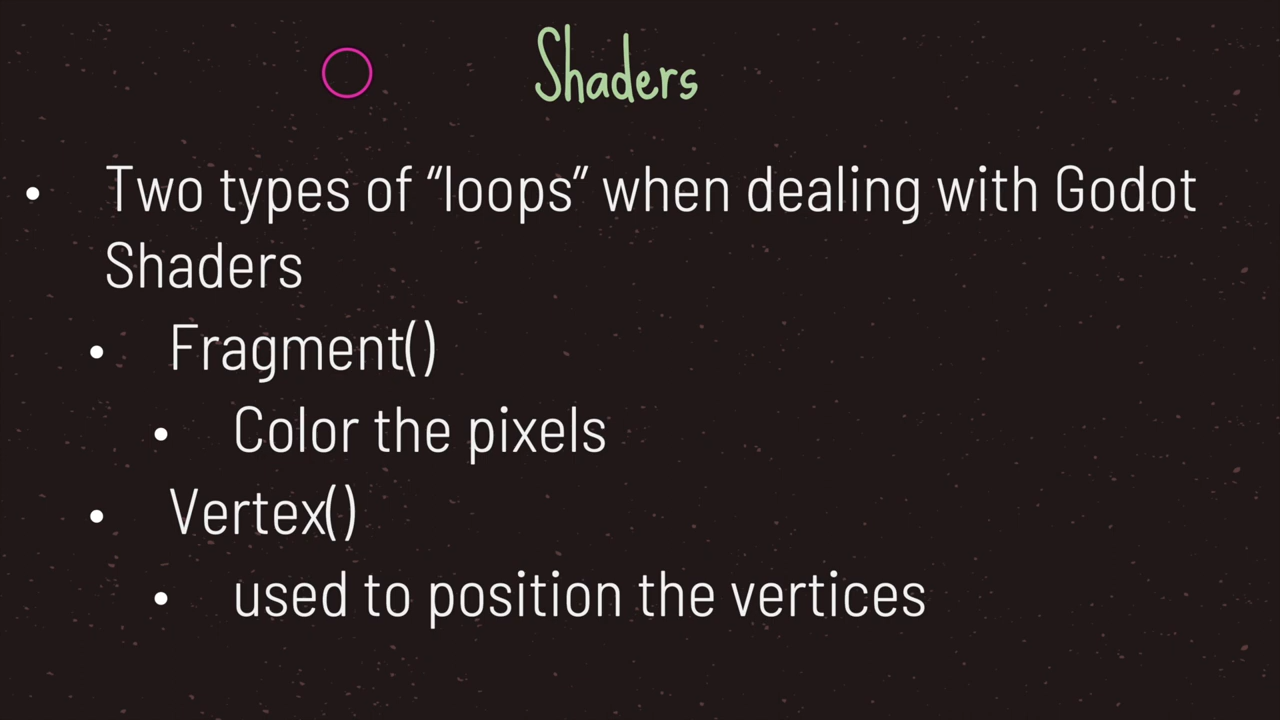 Shaders
• Two types of “loops” when dealing with Godot
Shaders
• Fragment()
• Color the pixels
• Vertex()
• used to position the vertices